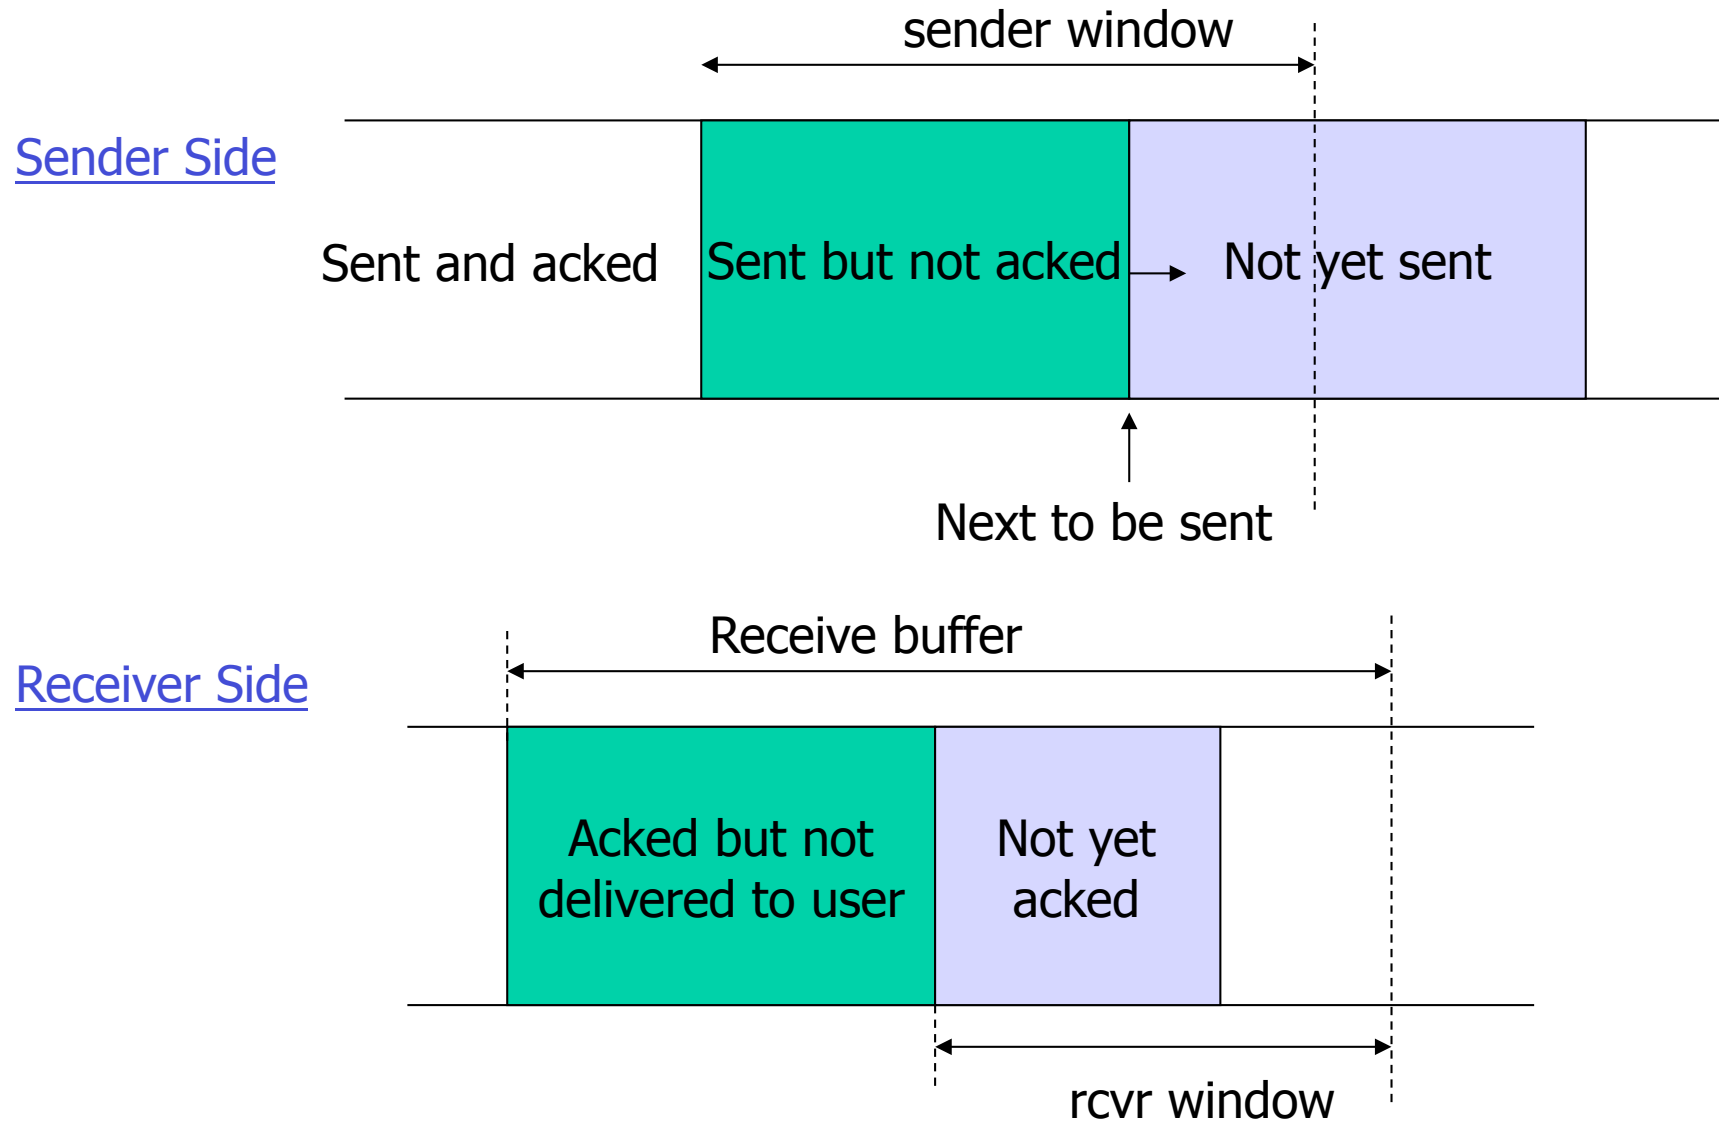 sender window
Sender Side
Sent and acked
Sent but not acked
Not yet sent
Next to be sent
Receive buffer
Receiver Side
Acked but not
delivered to user
Not yet
acked
rcvr window